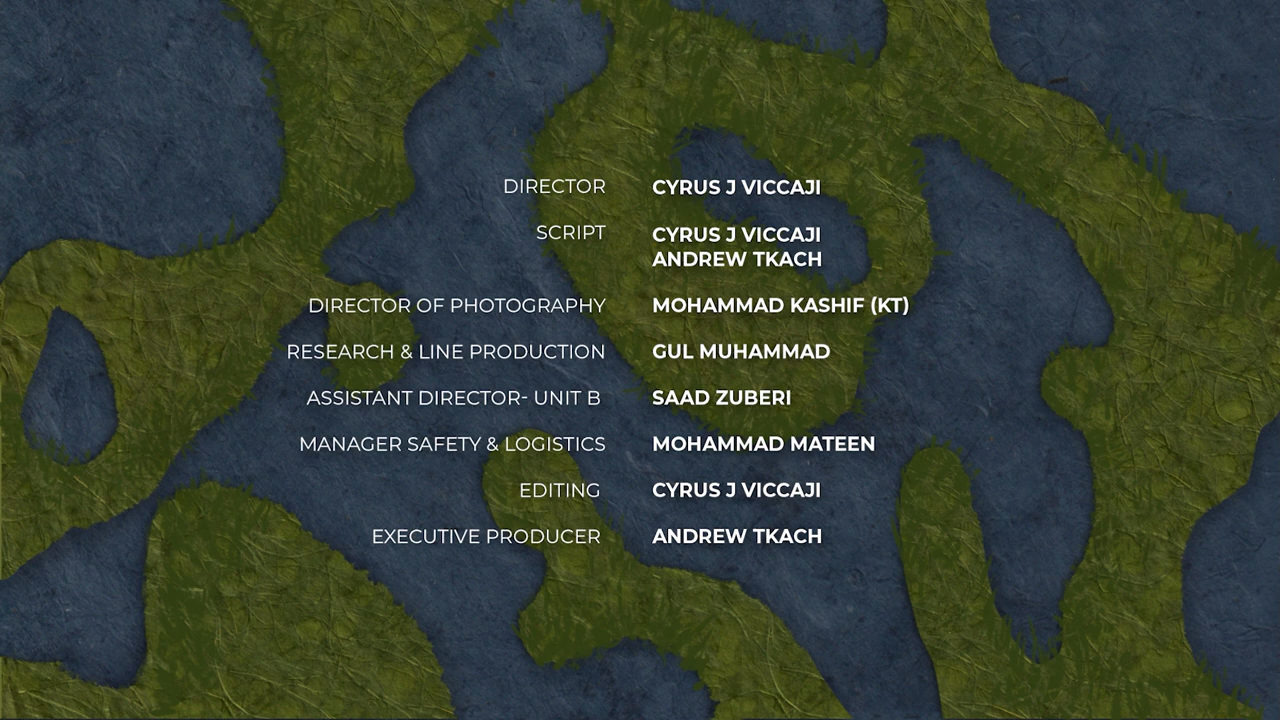 DIRECTOR CYRUS J VICCAJI
SCRIPT CYRUS J VICCAJI
ANDREW TKACH
DIRECTOR OF PHOTOGRAPHY MOHAMMAD KASHIF (KT)
RESEARCH & LINE PRODUCTION GUL MUHAMMAD
ASSISTANT DIRECTOR- UNIT B SAAD ZUBERI
MANAGER SAFETY & LOGISTICS MOHAMMAD MATEEN
EDITING CYRUS J VICCAJI
EXECUTIVE PRODUCER ANDREW TKACH